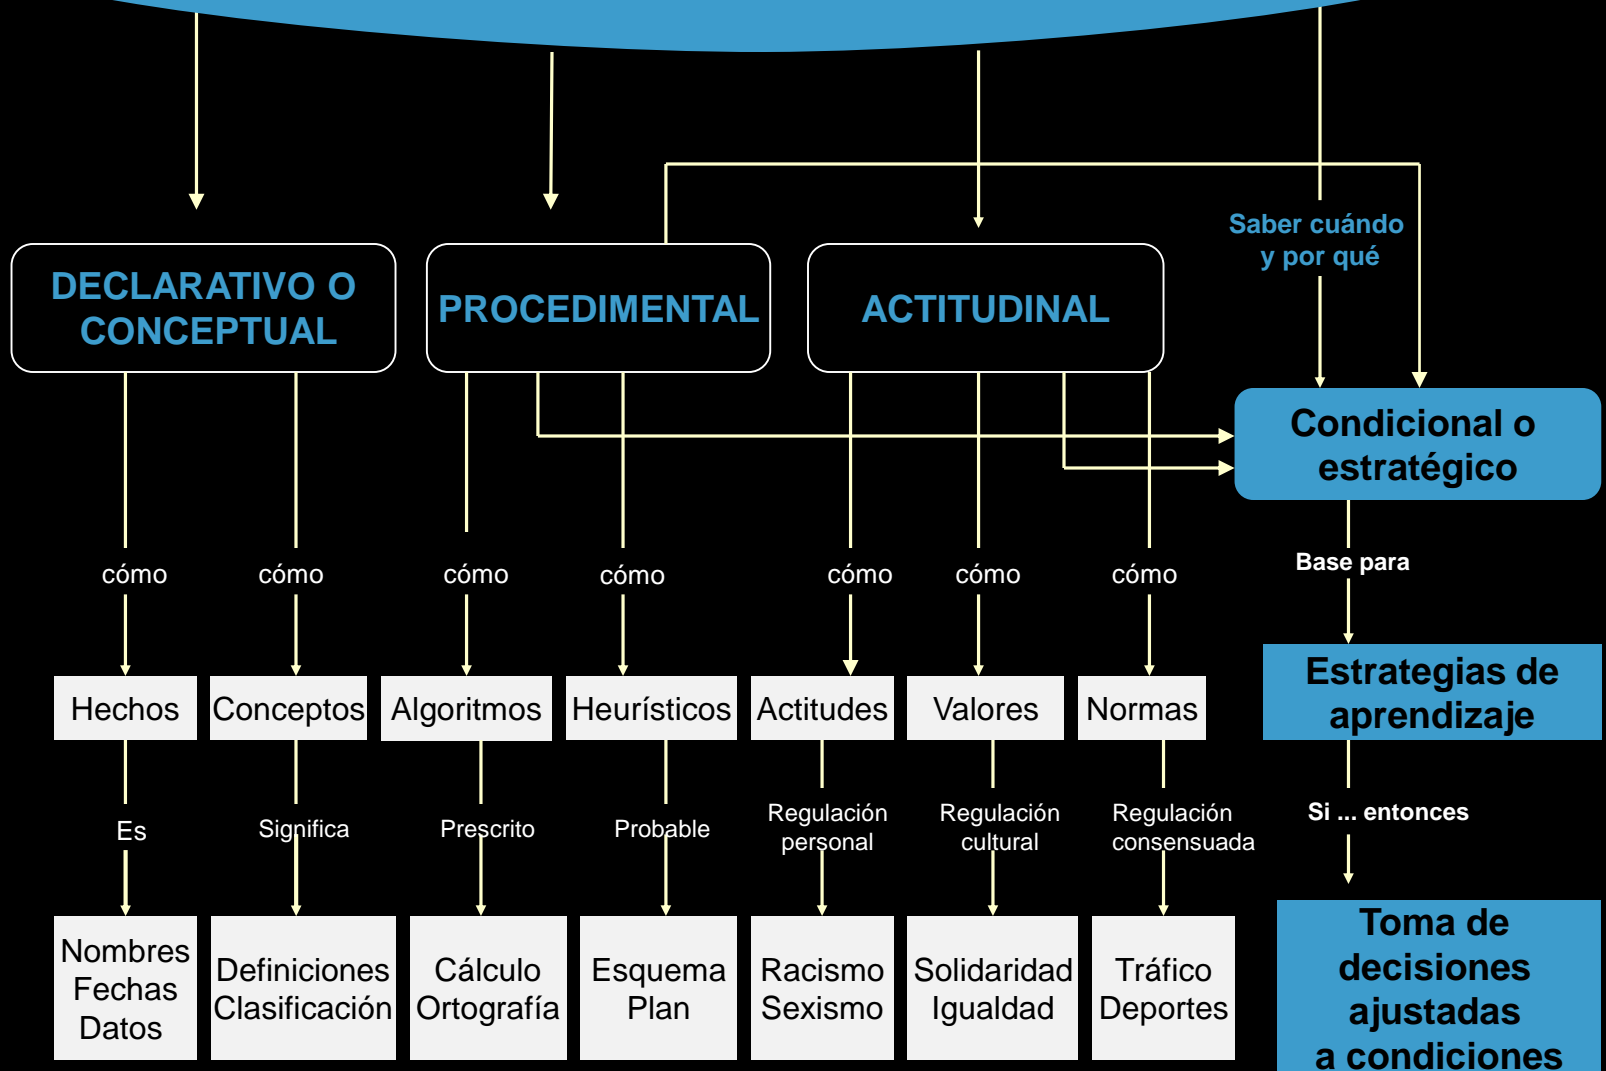 Saber cuándo
y por qué
DECLARATIVO O
CONCEPTUAL
PROCEDIMENTAL
ACTITUDINAL
Condicional o
estratégico
cómo
cómo
cómo
cómo
cómo
cómo
cómo
Base para
Hechos
Conceptos
Algoritmos
Heurísticos
Actitudes
Valores
Normas
Estrategias de
aprendizaje
Es
Significa
Prescrito
Probable
Regulación
personal
Regulación
cultural
Regulación
consensuada
Si ... entonces
Nombres
Fechas
Datos
Definiciones
Clasificación
Cálculo
Ortografía
Esquema
Plan
Racismo
Sexismo
Solidaridad
Igualdad
Tráfico
Deportes
Toma de
decisiones
ajustadas
a condiciones